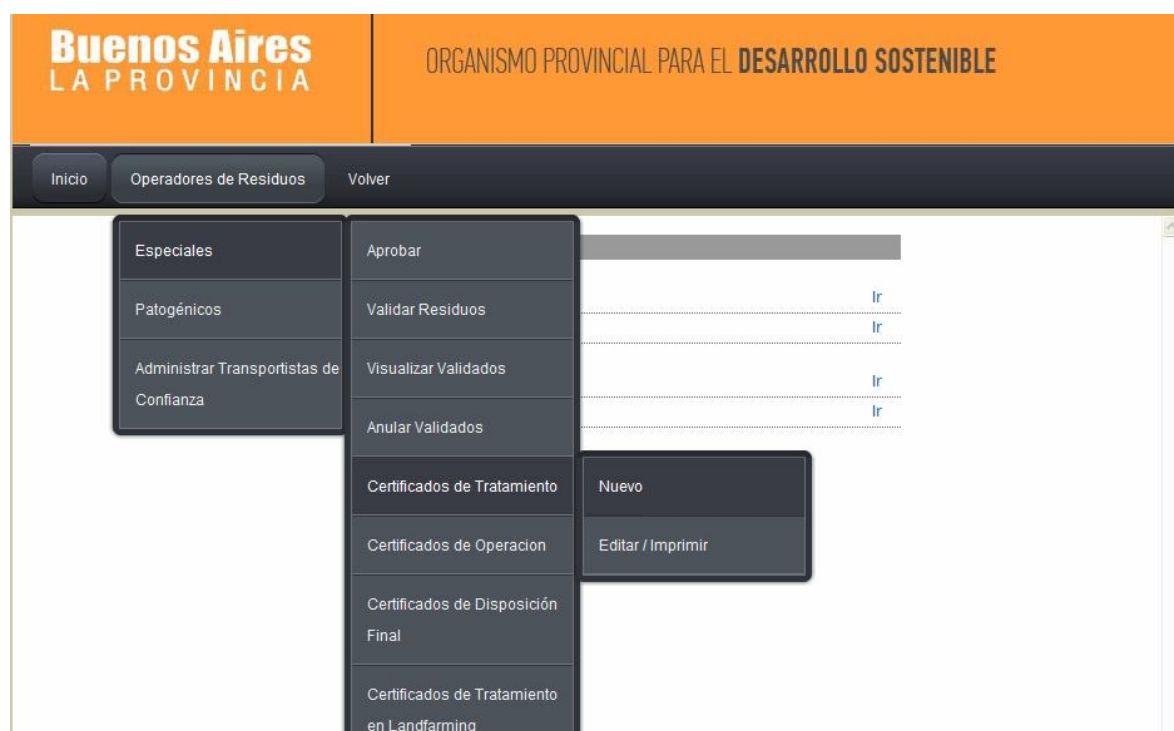 Buenos Aires
LA PROVINCIA
ORGANISMO PROVINCIAL PARA EL DESARROLLO SOSTENIBLE
Inicio
Operadores de Residuos
Volver
Especiales
Patogénicos
Administrar Transportistas de
Confianza
Aprobar
Validar Residuos
Visualizar Validados
Anular Validados
Certificados de Tratamiento
Certificados de Operacion
Certificados de Disposición
Final
Certificados de Tratamiento
en Landfarming
Nuevo
Editar / Imprimir
Ir
Ir
Ir
Ir